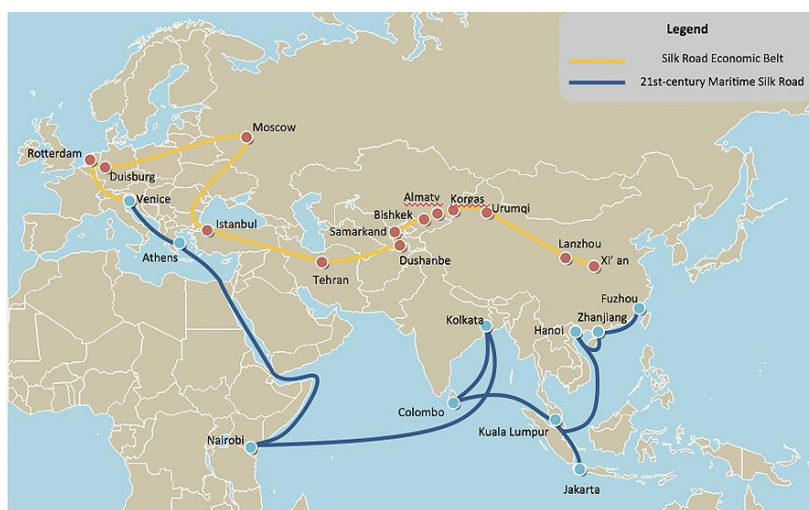 Legend
Silk Road Economic Belt
21st-century Maritime Silk Road
Moscow
Rotterdam
Duisburg
Venice
Almatv
Korgas
Urumqi
Bishkek
Istanbul
Samarkand
Lanzhou
Athens
Dushanbe
Xi' an
Tehran
Fuzhou
Zhanjiang
Kolkata
Hanoi
Colombo
Kuala Lumpur
Nairobi
Jakarta